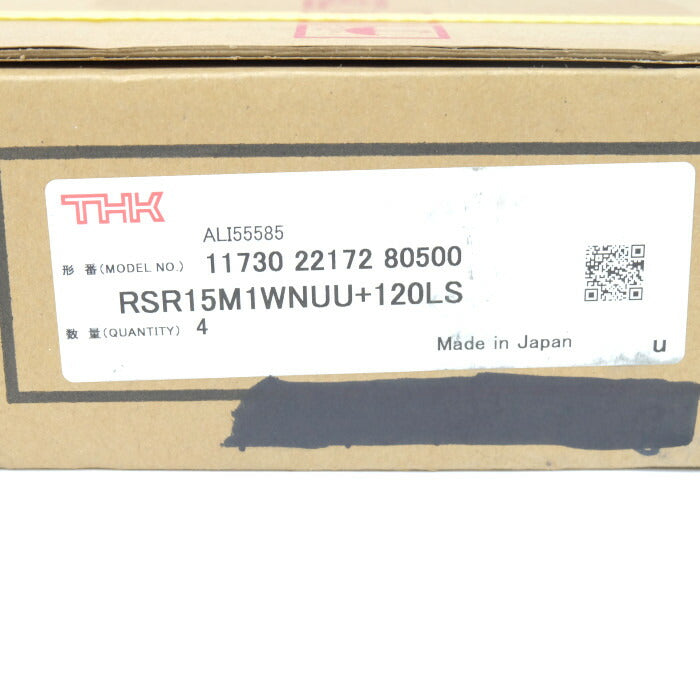 THK
ALI55585
形 番(MODEL NO.) 11730 22172 80500
RSR15M1WNUU+120LS
数 量(QUANTITY) 4
Made in Japan u